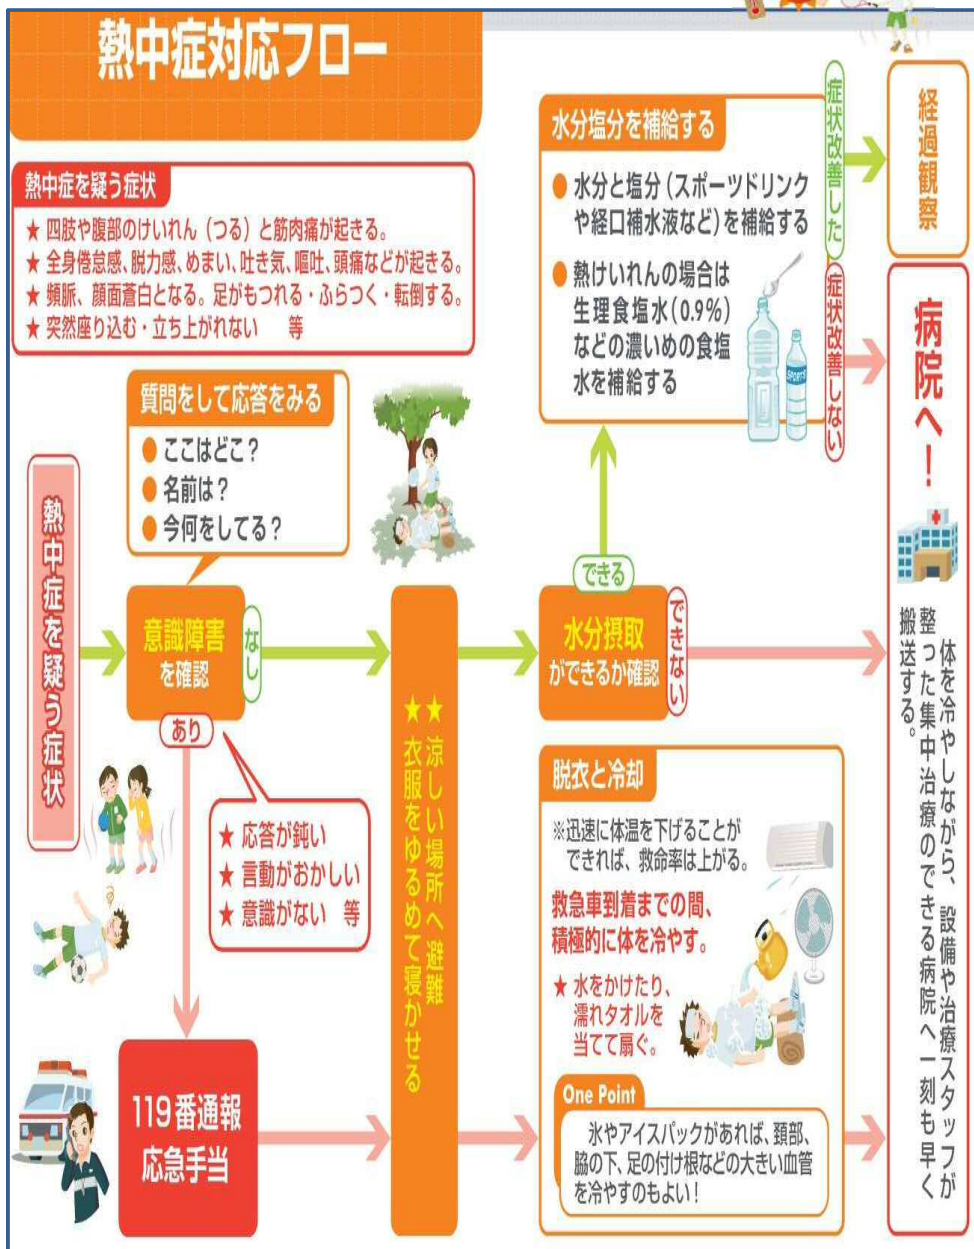 熱中症対応フロー
熱中症を疑う症状
★ 四肢や腹部のけいれん（つる）と筋肉痛が起きる。
★ 全身倦怠感、脱力感、めまい、吐き気、嘔吐、頭痛などが起きる。
★ 頻脈、顔面蒼白となる。足がもつれる・ふらつく・転倒する。
★ 突然座り込む・立ち上がれない 等
質問をして応答をみる
● ここはどこ？
● 名前は？
● 今何をしてる？
熱中症を疑う症状
意識障害
を確認
なし
あり
★ 応答が鈍い
★ 言動がおかしい
★ 意識がない 等
119番通報
応急手当
★ 涼しい場所へ避難
★ 衣服をゆるめて寝かせる
水分摂取
ができるか確認
できる
できない
水分塩分を補給する
● 水分と塩分（スポーツドリンク
や経口補水液など）を補給する
● 熱けいれんの場合は
生理食塩水（0.9%）
などの濃いめの食塩
水を補給する
SPORTS
症状改善した
症状改善しない
経過観察
脱衣と冷却
※迅速に体温を下げることが
できれば、救命率は上がる。
救急車到着までの間、
積極的に体を冷やす。
★ 水をかけたり、
濡れタオルを
当てて扇ぐ。
One Point
氷やアイスパックがあれば、頚部、
脇の下、足の付け根などの大きい血管
を冷やすのもよい！
病院へ！
体を冷やしながら、設備や治療スタッフが
整った集中治療のできる病院へ一刻も早く
搬送する。